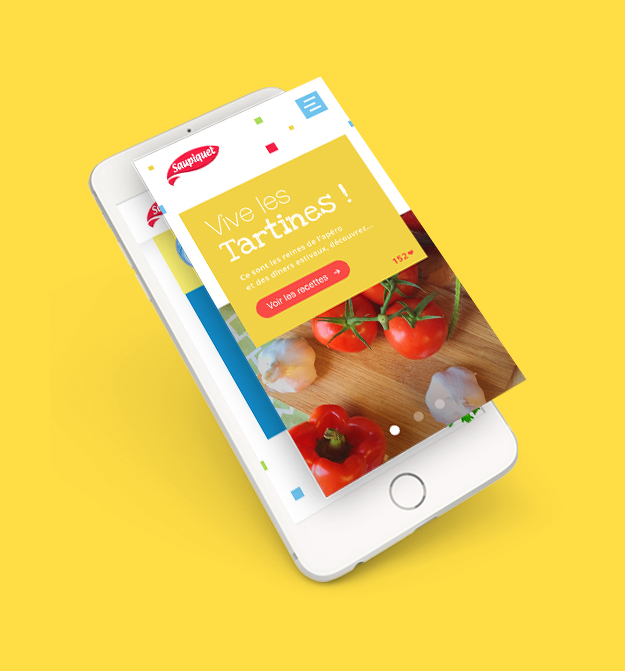 Saupiquet
Vive les
Tartines !
Ce sont les reines de l'apéro
et des dîners estivaux, découvrez...
Voir les recettes →
152❤